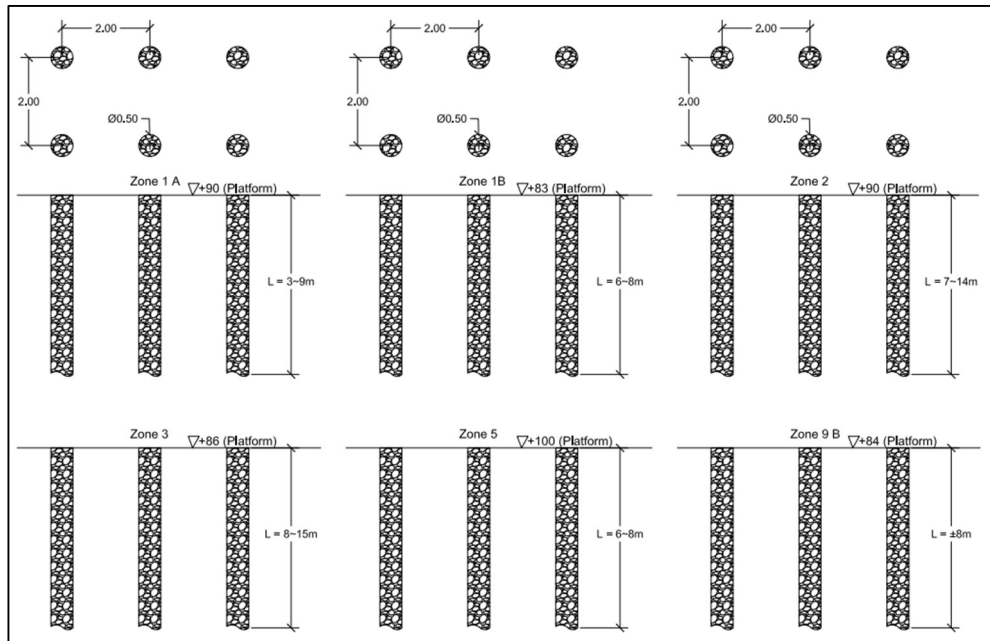 2.00
2.00
2.00
2.00
2.00
2.00
Ø0.50
Ø0.50
Ø0.50
Zone 1 A
+90 (Platform)
Zone 1B
+83 (Platform)
Zone 2
+90 (Platform)
L = 3~9m
L = 6~8m
L = 7~14m
Zone 3
+86 (Platform)
Zone 5
+100 (Platform)
Zone 9 B
+84 (Platform)
L = 8~15m
L = 6~8m
L = ±8m